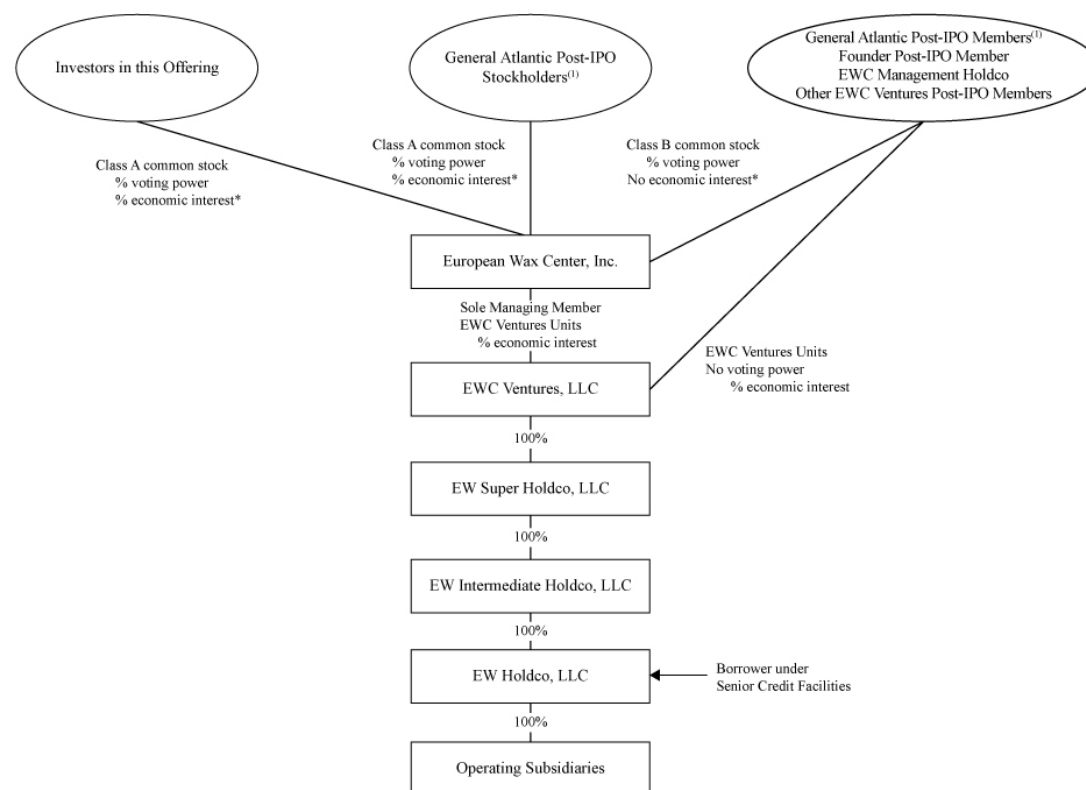 Investors in this Offering
General Atlantic Post-IPO
Stockholders(1)
General Atlantic Post-IPO Members(1)
Founder Post-IPO Member
EWC Management Holdco
Other EWC Ventures Post-IPO Members
Class A common stock
% voting power
% economic interest*
Class A common stock
% voting power
% economic interest*
Class B common stock
% voting power
No economic interest*
European Wax Center, Inc.
Sole Managing Member
EWC Ventures Units
% economic interest
EWC Ventures Units
No voting power
% economic interest
EWC Ventures, LLC
100%
EW Super Holdco, LLC
100%
EW Intermediate Holdco, LLC
100%
EW Holdco, LLC
Borrower under
Senior Credit Facilities
100%
Operating Subsidiaries